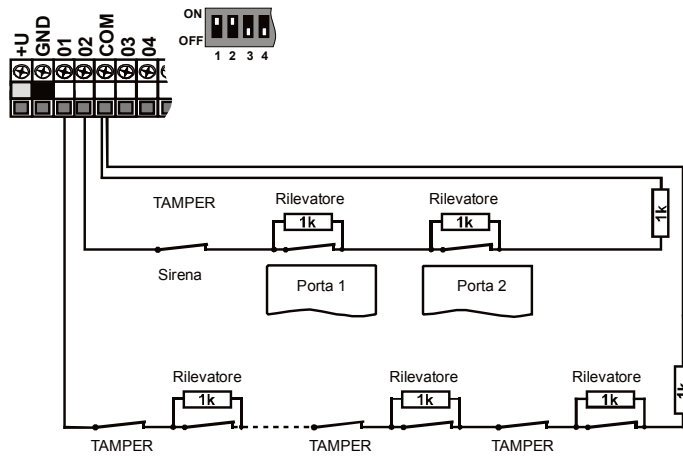 ON
OFF
1 2 3 4
+U GND 01 02 COM 03 04
TAMPER
Rilevatore
Rilevatore
1k
1k
1k
Sirena
Porta 1
Porta 2
Rilevatore
Rilevatore
Rilevatore
1k
1k
1k
1k
TAMPER
TAMPER
TAMPER